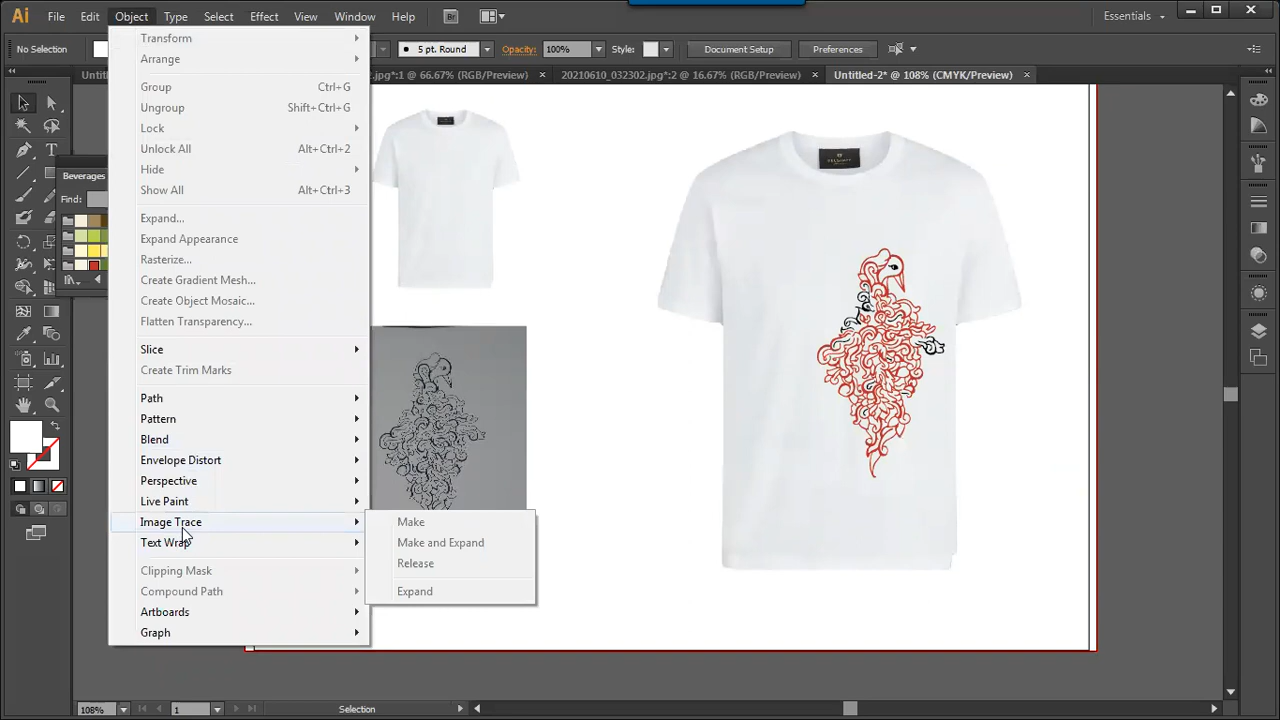 Ai File Edit Object Type Select Effect View Window Help Br Essentials
No Selection 5 pt. Round Opacity: 100% Style: Document Setup Preferences
2.jpg*:1 @ 66.67% (RGB/Preview) 20210610_032302.jpg*:2 @ 16.67% (RGB/Preview) Untitled-2* @ 108% (CMYK/Preview)
Beverages
Find:
Transform
Arrange
Group Ctrl+G
Ungroup Shift+Ctrl+G
Lock
Unlock All Alt+Ctrl+2
Hide
Show All Alt+Ctrl+3
Expand...
Expand Appearance
Rasterize...
Create Gradient Mesh...
Create Object Mosaic...
Flatten Transparency...
Slice
Create Trim Marks
Path
Pattern
Blend
Envelope Distort
Perspective
Live Paint
Image Trace
Text Wrap
Clipping Mask
Compound Path
Artboards
Graph
Make
Make and Expand
Release
Expand
108% 1 Selection